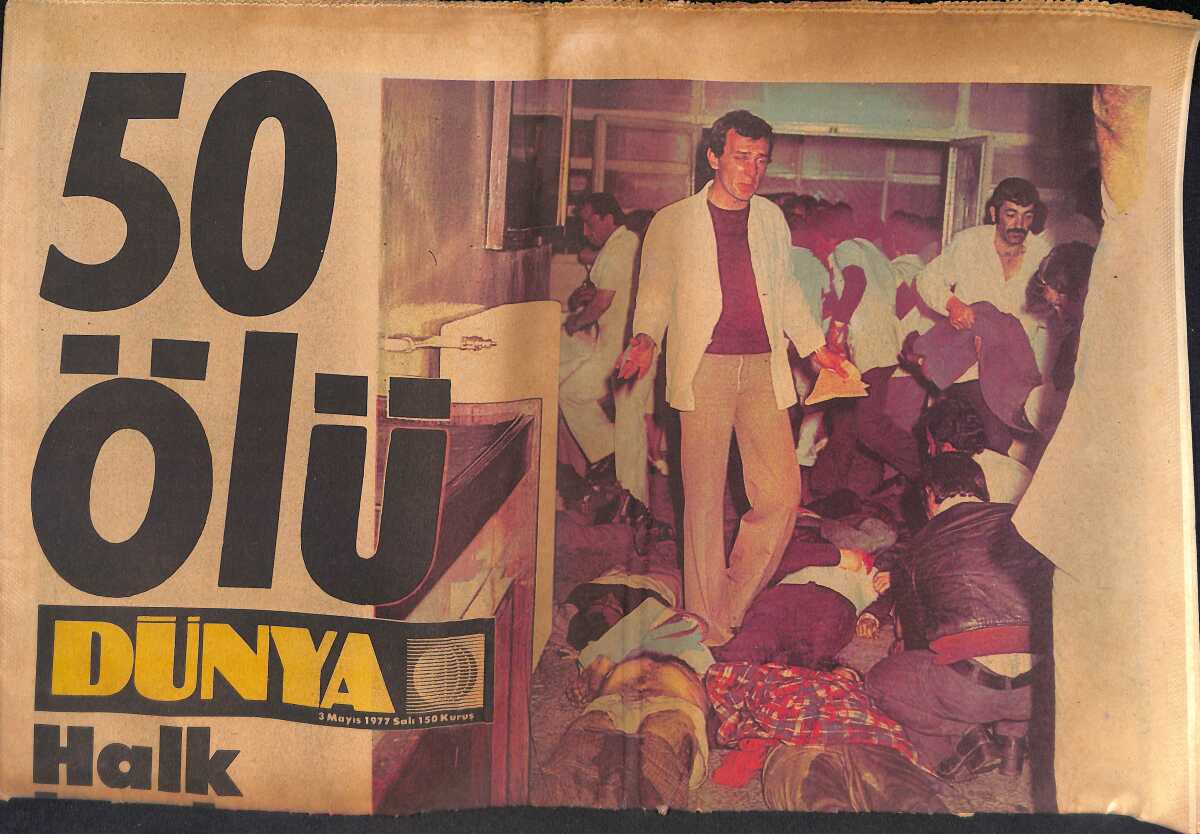 50
ölü
DÜNYA
3 Mayıs 1977 Salı 150 Kuruş
Halk